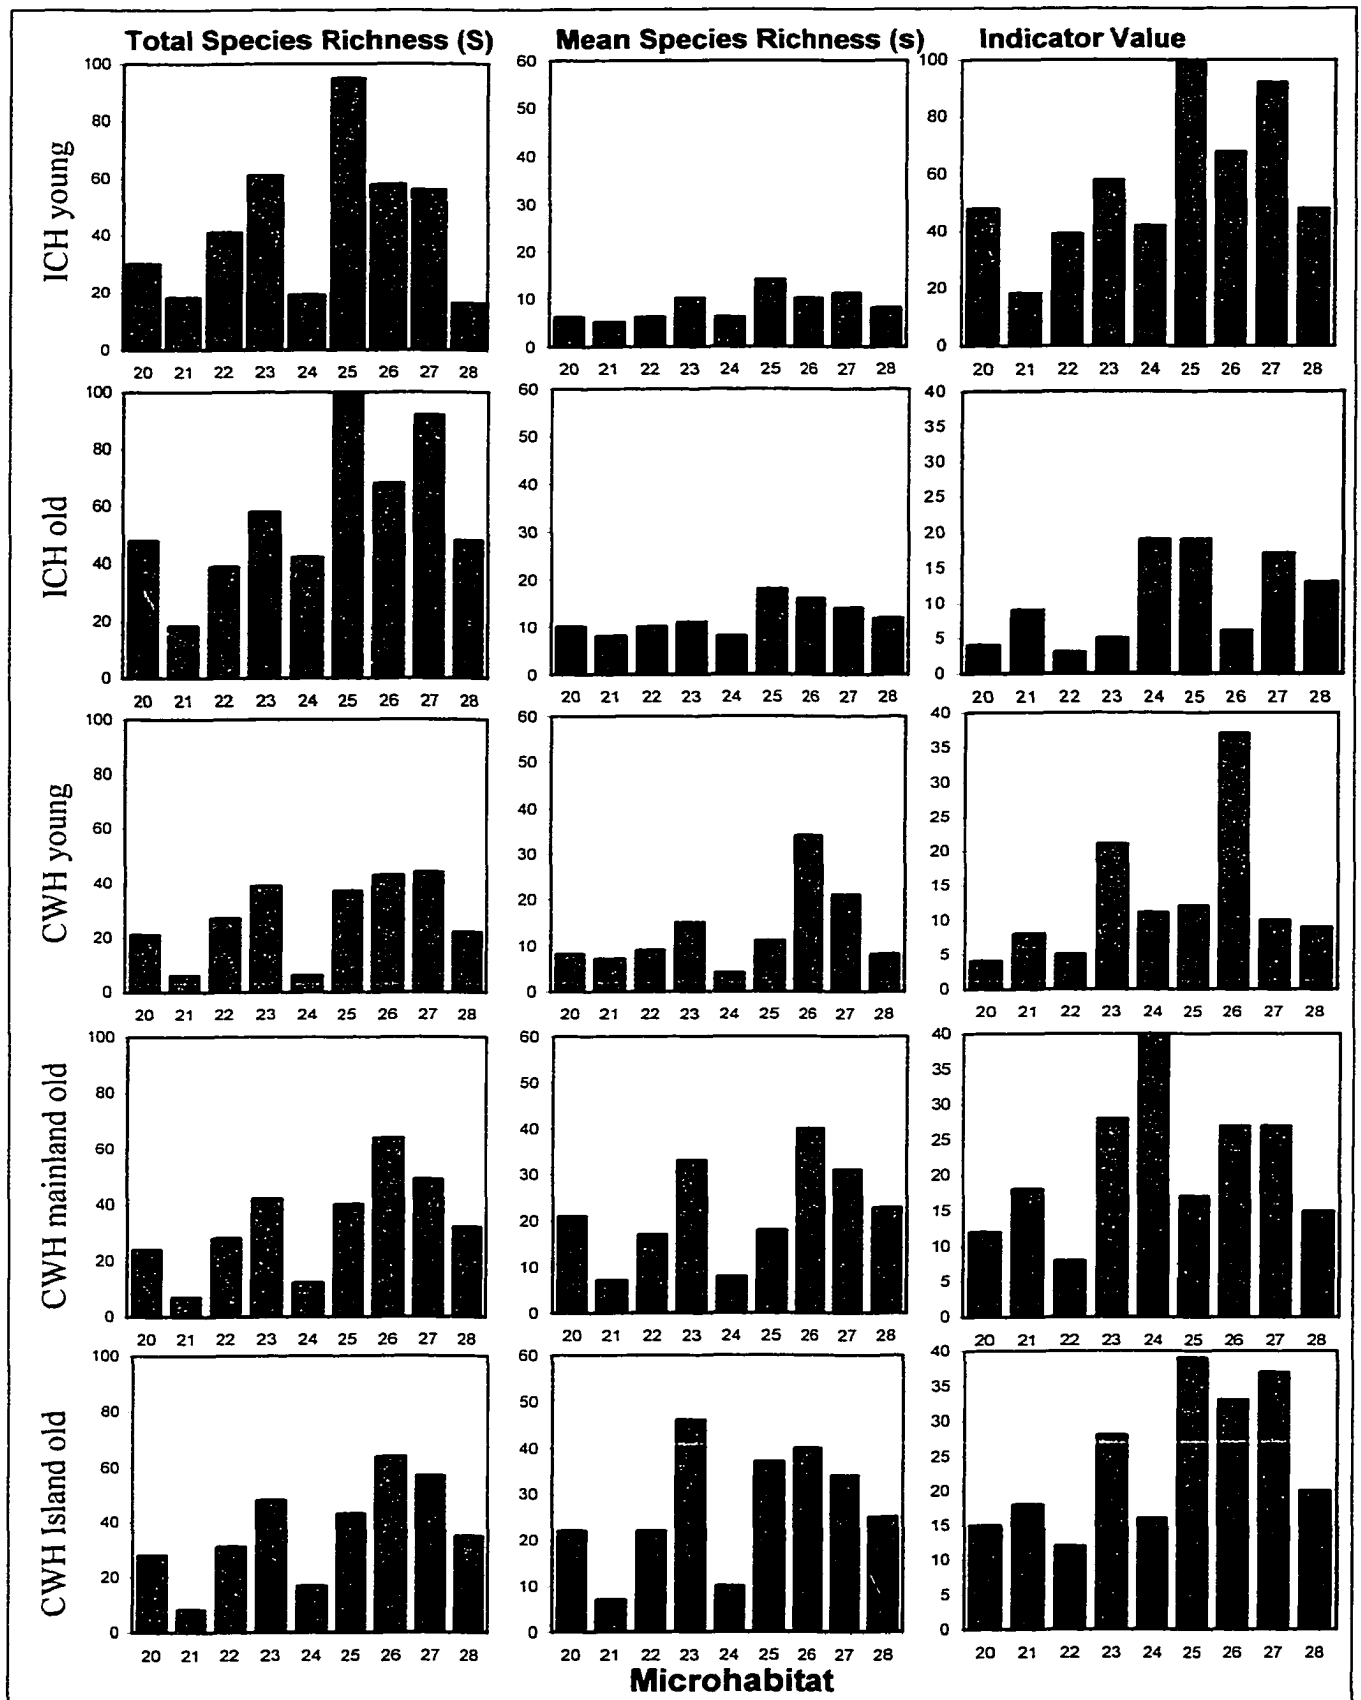 Total Species Richness (S) Mean Species Richness (s) Indicator Value
ICH young
100 80 60 40 20 0
20 21 22 23 24 25 26 27 28
60 50 40 30 20 10 0
20 21 22 23 24 25 26 27 28
100 80 60 40 20 0
20 21 22 23 24 25 26 27 28
ICH old
100 80 60 40 20 0
20 21 22 23 24 25 26 27 28
60 50 40 30 20 10 0
20 21 22 23 24 25 26 27 28
40 35 30 25 20 15 10 5 0
20 21 22 23 24 25 26 27 28
CWH young
100 80 60 40 20 0
20 21 22 23 24 25 26 27 28
60 50 40 30 20 10 0
20 21 22 23 24 25 26 27 28
40 35 30 25 20 15 10 5 0
20 21 22 23 24 25 26 27 28
CWH mainland old
100 80 60 40 20 0
20 21 22 23 24 25 26 27 28
60 50 40 30 20 10 0
20 21 22 23 24 25 26 27 28
40 35 30 25 20 15 10 5 0
20 21 22 23 24 25 26 27 28
CWH Island old
100 80 60 40 20 0
20 21 22 23 24 25 26 27 28
60 50 40 30 20 10 0
20 21 22 23 24 25 26 27 28
40 35 30 25 20 15 10 5 0
20 21 22 23 24 25 26 27 28
Microhabitat